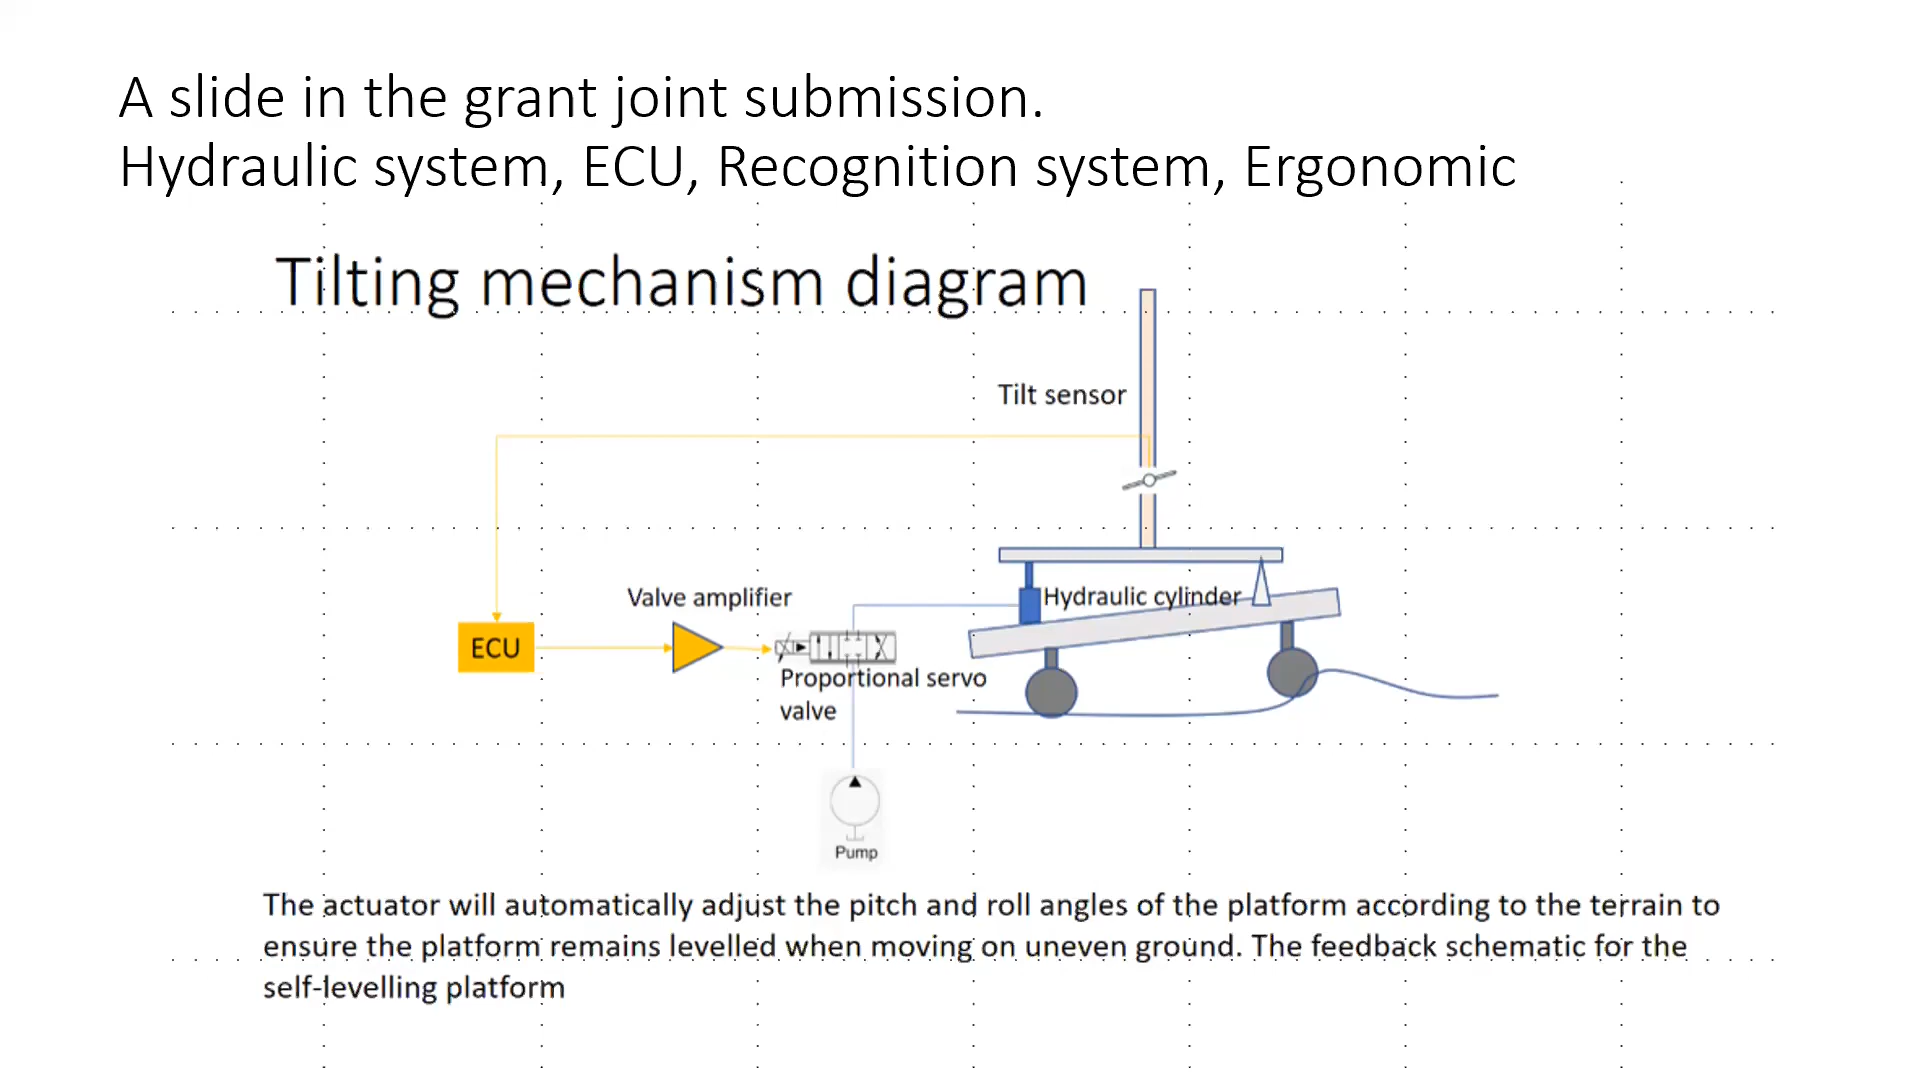 A slide in the grant joint submission.
Hydraulic system, ECU, Recognition system, Ergonomic
Tilting mechanism diagram
Tilt sensor
Valve amplifier
Hydraulic cylinder
ECU
Proportional servo
valve
Pump
The actuator will automatically adjust the pitch and roll angles of the platform according to the terrain to
ensure the platform remains levelled when moving on uneven ground. The feedback schematic for the
self-levelling platform